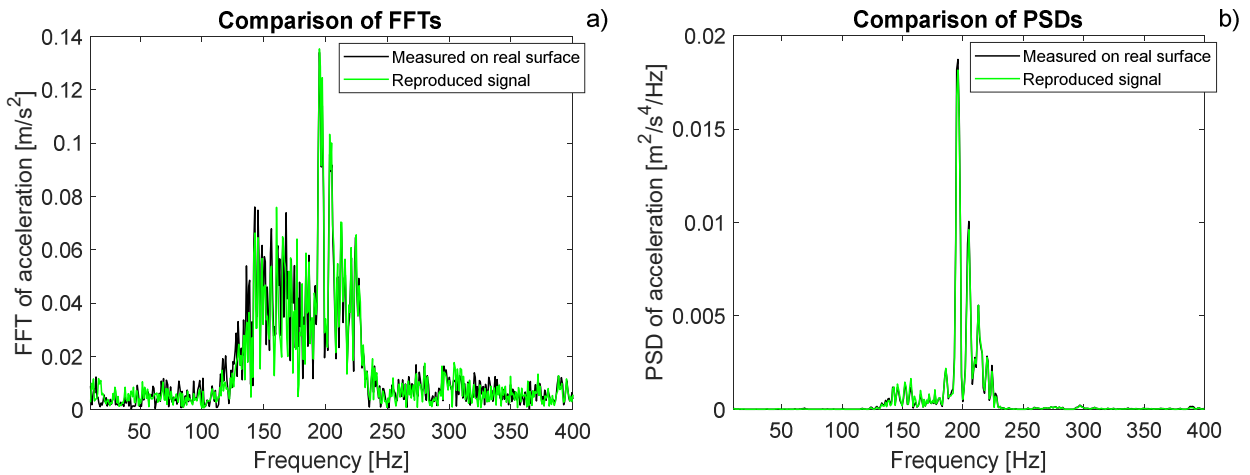 Comparison of FFTs
a)
FFT of acceleration [m/s²]
0.14
0.12
0.1
0.08
0.06
0.04
0.02
0
Measured on real surface
Reproduced signal
50 100 150 200 250 300 350 400
Frequency [Hz]
Comparison of PSDs
b)
PSD of acceleration [m²/s⁴/Hz]
0.02
0.015
0.01
0.005
0
Measured on real surface
Reproduced signal
50 100 150 200 250 300 350 400
Frequency [Hz]